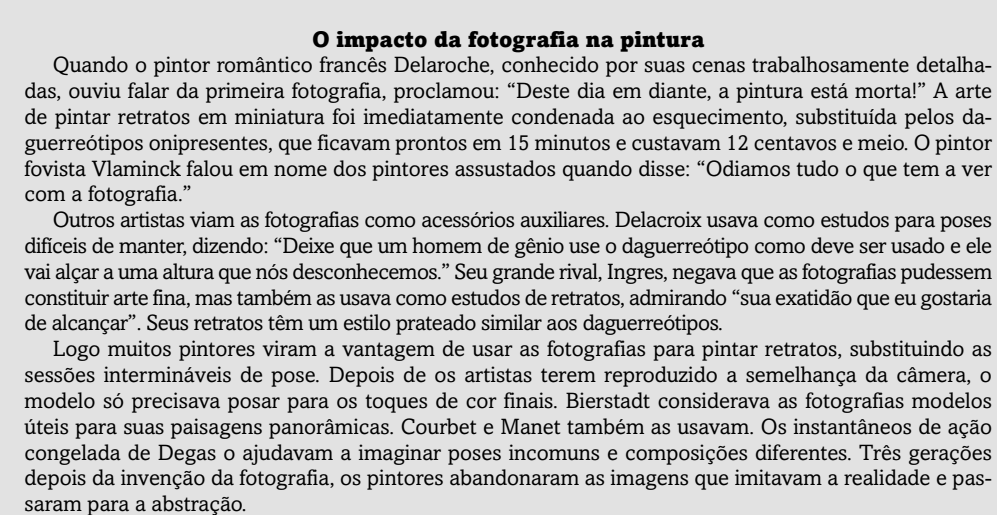 O impacto da fotografia na pintura
Quando o pintor romântico francês Delaroche, conhecido por suas cenas trabalhosamente detalha-
das, ouviu falar da primeira fotografia, proclamou: “Deste dia em diante, a pintura está morta!” A arte
de pintar retratos em miniatura foi imediatamente condenada ao esquecimento, substituída pelos da-
guerreótipos onipresentes, que ficavam prontos em 15 minutos e custavam 12 centavos e meio. O pintor
fovista Vlaminck falou em nome dos pintores assustados quando disse: “Odiamos tudo o que tem a ver
com a fotografia.”
Outros artistas viam as fotografias como acessórios auxiliares. Delacroix usava como estudos para poses
difíceis de manter, dizendo: “Deixe que um homem de gênio use o daguerreótipo como deve ser usado e ele
vai alçar a uma altura que nós desconhecemos.” Seu grande rival, Ingres, negava que as fotografias pudessem
constituir arte fina, mas também as usava como estudos de retratos, admirando “sua exatidão que eu gostaria
de alcançar”. Seus retratos têm um estilo prateado similar aos daguerreótipos.
Logo muitos pintores viram a vantagem de usar as fotografias para pintar retratos, substituindo as
sessões intermináveis de pose. Depois de os artistas terem reproduzido a semelhança da câmera, o
modelo só precisava posar para os toques de cor finais. Bierstadt considerava as fotografias modelos
úteis para suas paisagens panorâmicas. Courbet e Manet também as usavam. Os instantâneos de ação
congelada de Degas o ajudavam a imaginar poses incomuns e composições diferentes. Três gerações
depois da invenção da fotografia, os pintores abandonaram as imagens que imitavam a realidade e pas-
saram para a abstração.